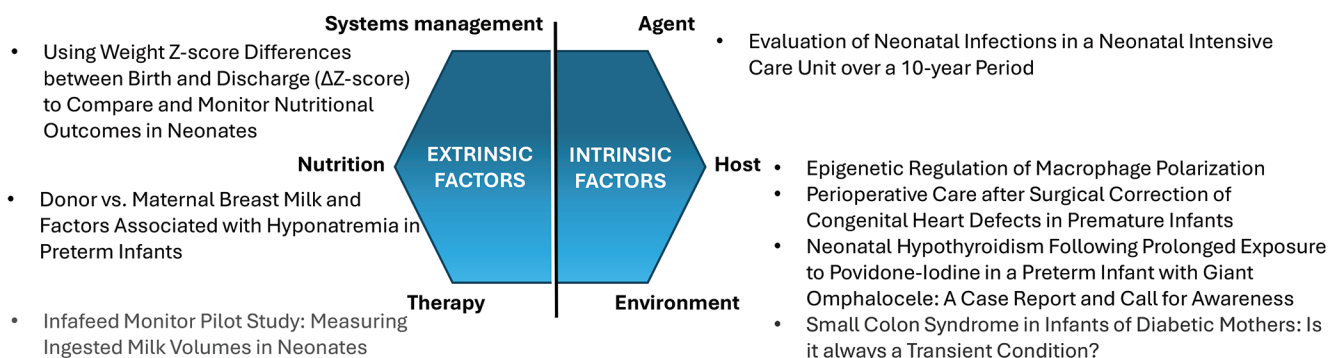 Systems management
Agent
• Using Weight Z-score Differences
between Birth and Discharge (ΔZ-score)
to Compare and Monitor Nutritional
Outcomes in Neonates
• Evaluation of Neonatal Infections in a Neonatal Intensive
Care Unit over a 10-year Period
Nutrition
EXTRINSIC
FACTORS
INTRINSIC
FACTORS
Host
• Donor vs. Maternal Breast Milk and
Factors Associated with Hyponatremia in
Preterm Infants
• Epigenetic Regulation of Macrophage Polarization
• Perioperative Care after Surgical Correction of
Congenital Heart Defects in Premature Infants
• Neonatal Hypothyroidism Following Prolonged Exposure
to Povidone-Iodine in a Preterm Infant with Giant
Omphalocele: A Case Report and Call for Awareness
• Small Colon Syndrome in Infants of Diabetic Mothers: Is
it always a Transient Condition?
Therapy
Environment
• Infafeed Monitor Pilot Study: Measuring
Ingested Milk Volumes in Neonates